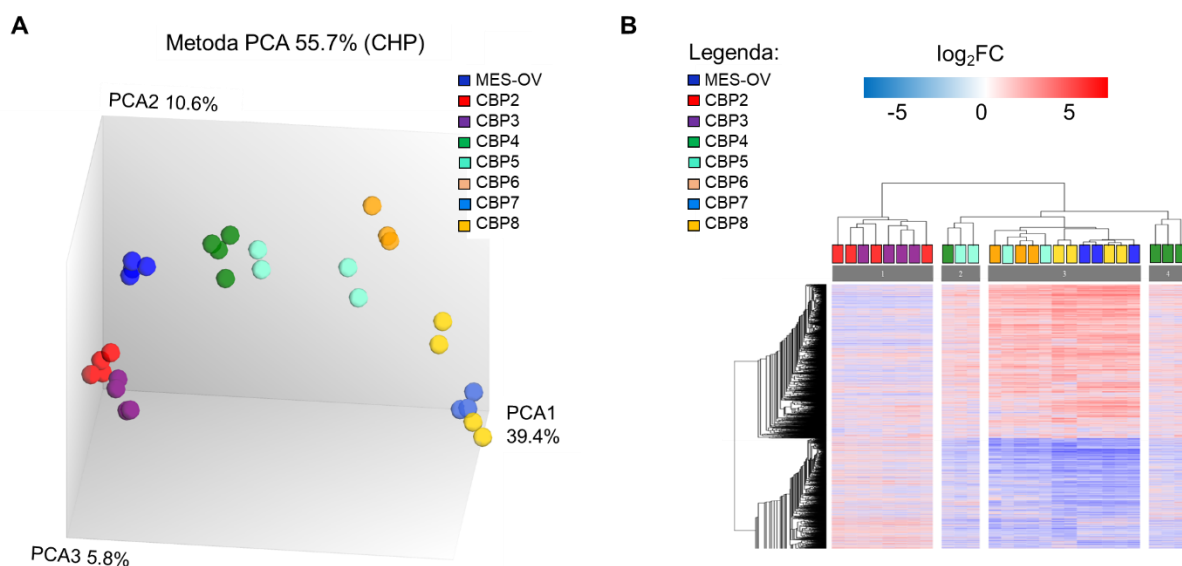 A
Metoda PCA 55.7% (CHP)
PCA2 10.6%
MES-OV
CBP2
CBP3
CBP4
CBP5
CBP6
CBP7
CBP8
PCA1
39.4%
PCA3 5.8%
B
Legenda:
MES-OV
CBP2
CBP3
CBP4
CBP5
CBP6
CBP7
CBP8
log₂FC
-5 0 5
1 2 3 4